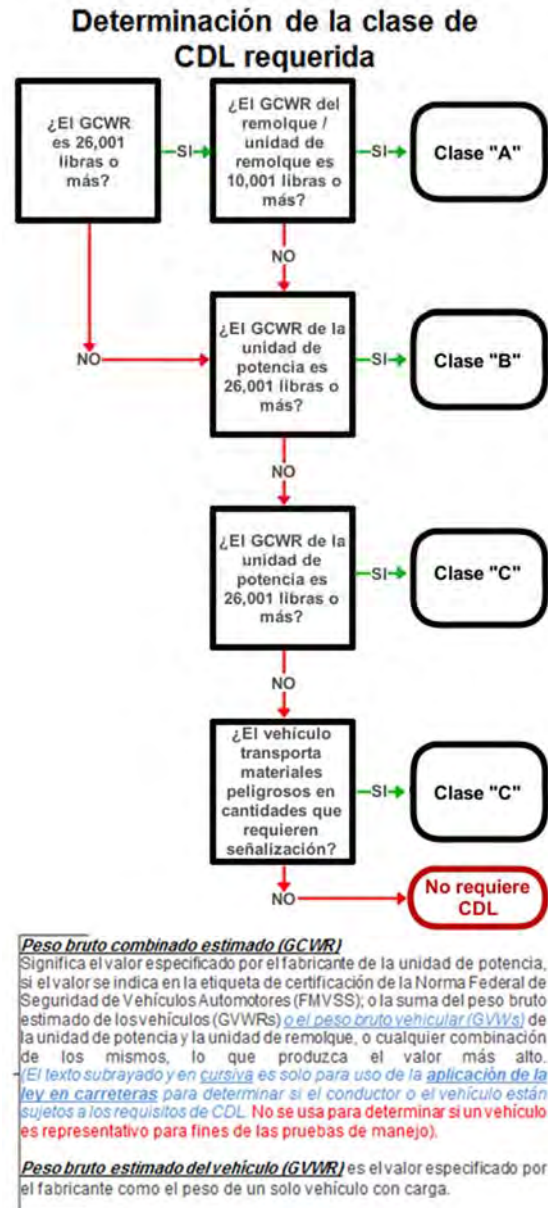 Determinación de la clase de
CDL requerida
¿El GCWR
es 26,001
libras o
más?
SI
¿El GCWR del
remolque /
unidad de
remolque es
10,001 libras o
más?
SI
Clase "A"
NO
NO
¿El GCWR de la
unidad de
potencia es
26,001 libras o
más?
SI
Clase "B"
NO
¿El GCWR de la
unidad de
potencia es
26,001 libras o
más?
SI
Clase "C"
NO
¿El vehículo
transporta
materiales
peligrosos en
cantidades que
requieren
señalización?
SI
Clase "C"
NO
No requiere
CDL
Peso bruto combinado estimado (GCWR)
Significa el valor especificado por el fabricante de la unidad de potencia,
si el valor se indica en la etiqueta de certificación de la Norma Federal de
Seguridad de Vehículos Automotores (FMVSS); o la suma del peso bruto
estimado de los vehículos (GVWRs) o el peso bruto vehicular (GVWs) de
la unidad de potencia y la unidad de remolque, o cualquier combinación
de los mismos, lo que produzca el valor más alto.
(El texto subrayado y en cursiva es solo para uso de la aplicación de la
ley en carreteras para determinar si el conductor o el vehículo están
sujetos a los requisitos de CDL. No se usa para determinar si un vehículo
es representativo para fines de las pruebas de manejo).
Peso bruto estimado del vehículo (GVWR) es el valor especificado por
el fabricante como el peso de un solo vehículo con carga.